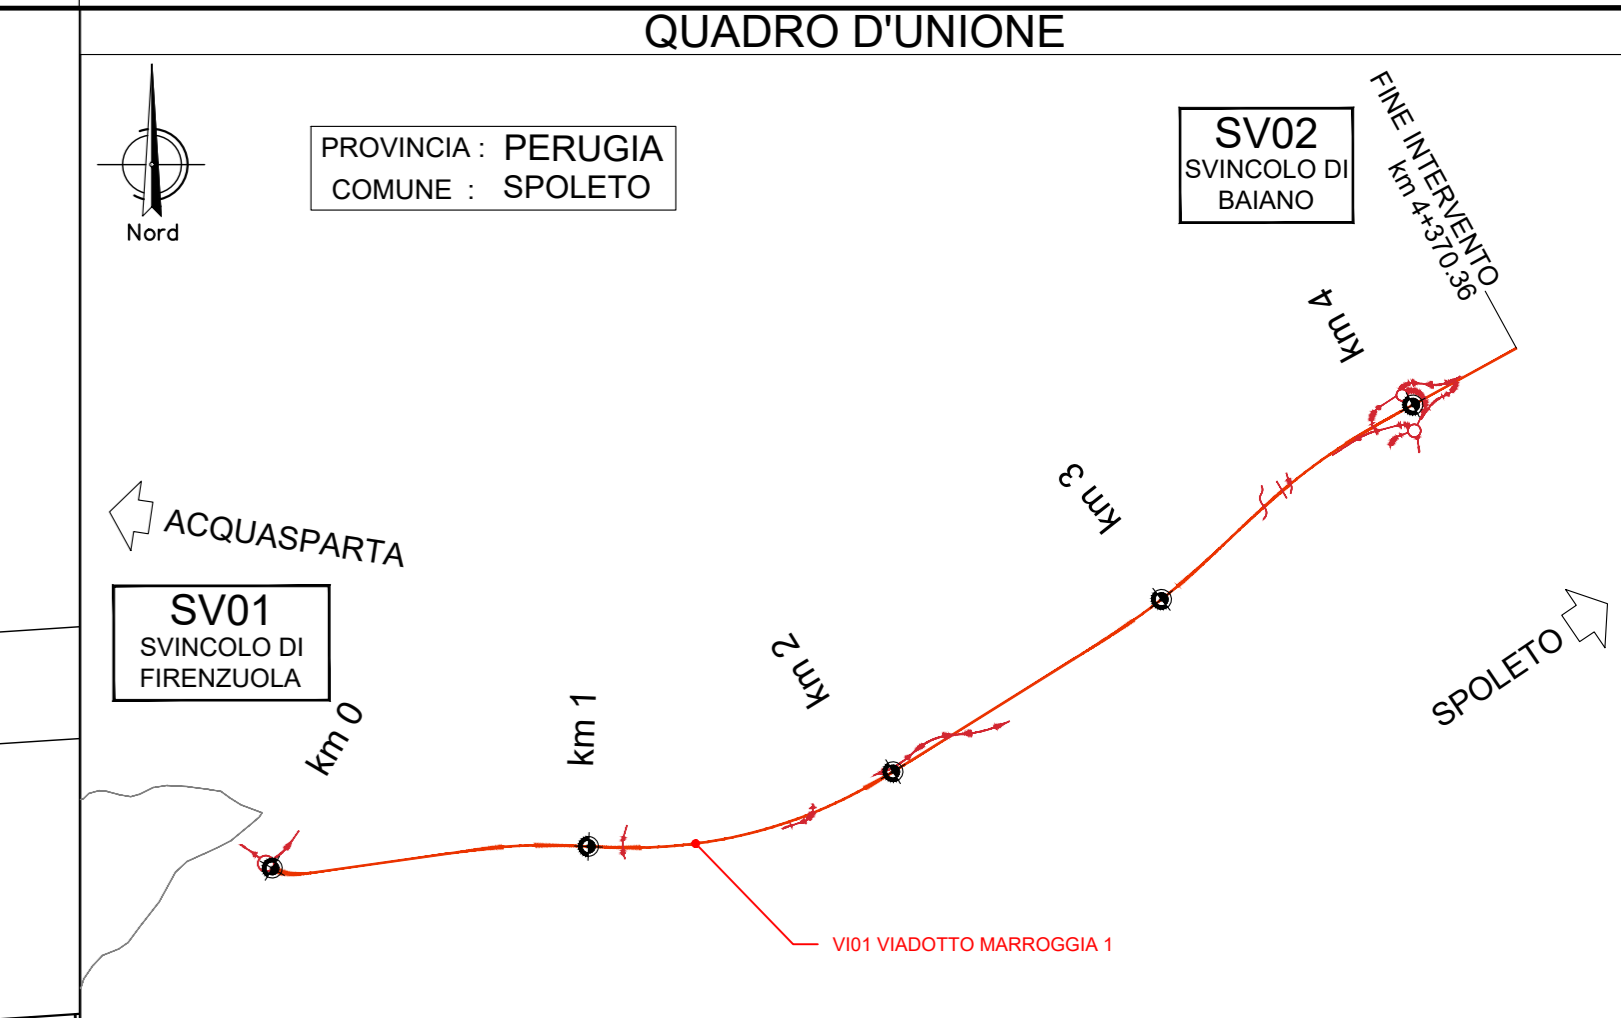 QUADRO D'UNIONE
Nord
PROVINCIA : PERUGIA
COMUNE : SPOLETO
SV02
SVINCOLO DI
BAIANO
FINE INTERVENTO
km 4+370.36
km 4
km 3
ACQUASPARTA
SV01
SVINCOLO DI
FIRENZUOLA
SPOLETO
km 2
km 1
km 0
VI01 VIADOTTO MARROGGIA 1